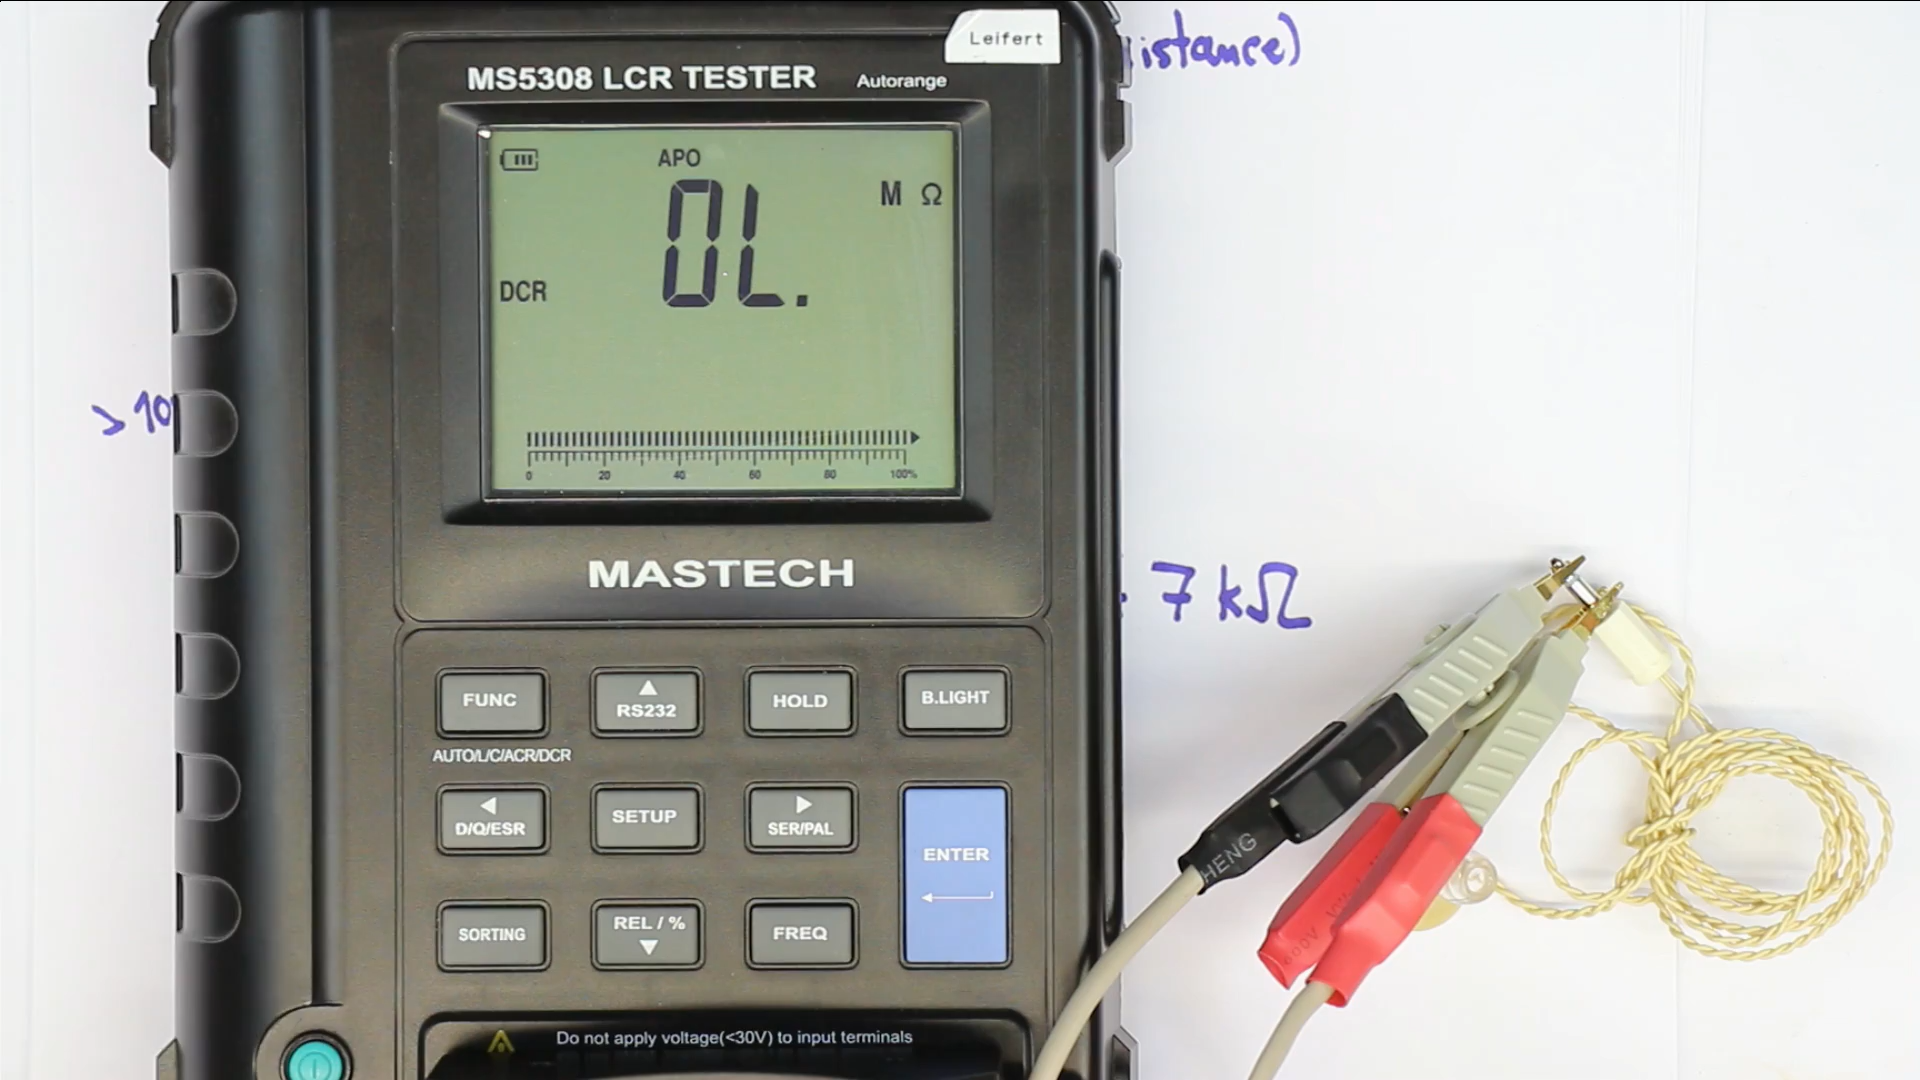 Leifert
istance)
MS5308 LCR TESTER Autorange
APO
M Ω
OL.
DCR
> 10
0 20 40 60 80 100%
MASTECH
7 kΩ
FUNC
RS232
HOLD
B.LIGHT
AUTO/L/C/ACR/DCR
D/Q/ESR
SETUP
SER/PAL
ENTER
HENG
SORTING
REL / %
FREQ
600V
Do not apply voltage(<30V) to input terminals